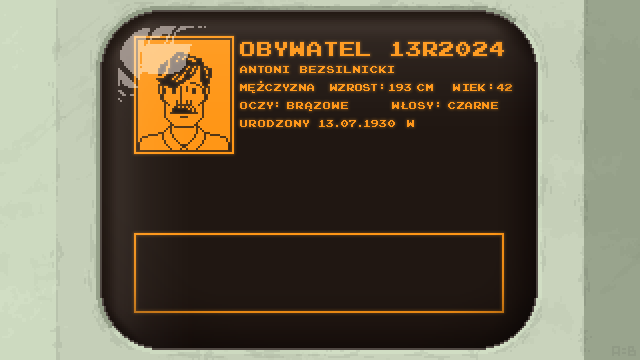 OBYWATEL 13R2024
ANTONI BEZSILNICKI
MĘŻCZYZNA WZROST: 193 CM WIEK: 42
OCZY: BRĄZOWE WŁOSY: CZARNE
URODZONY 13.07.1930 W